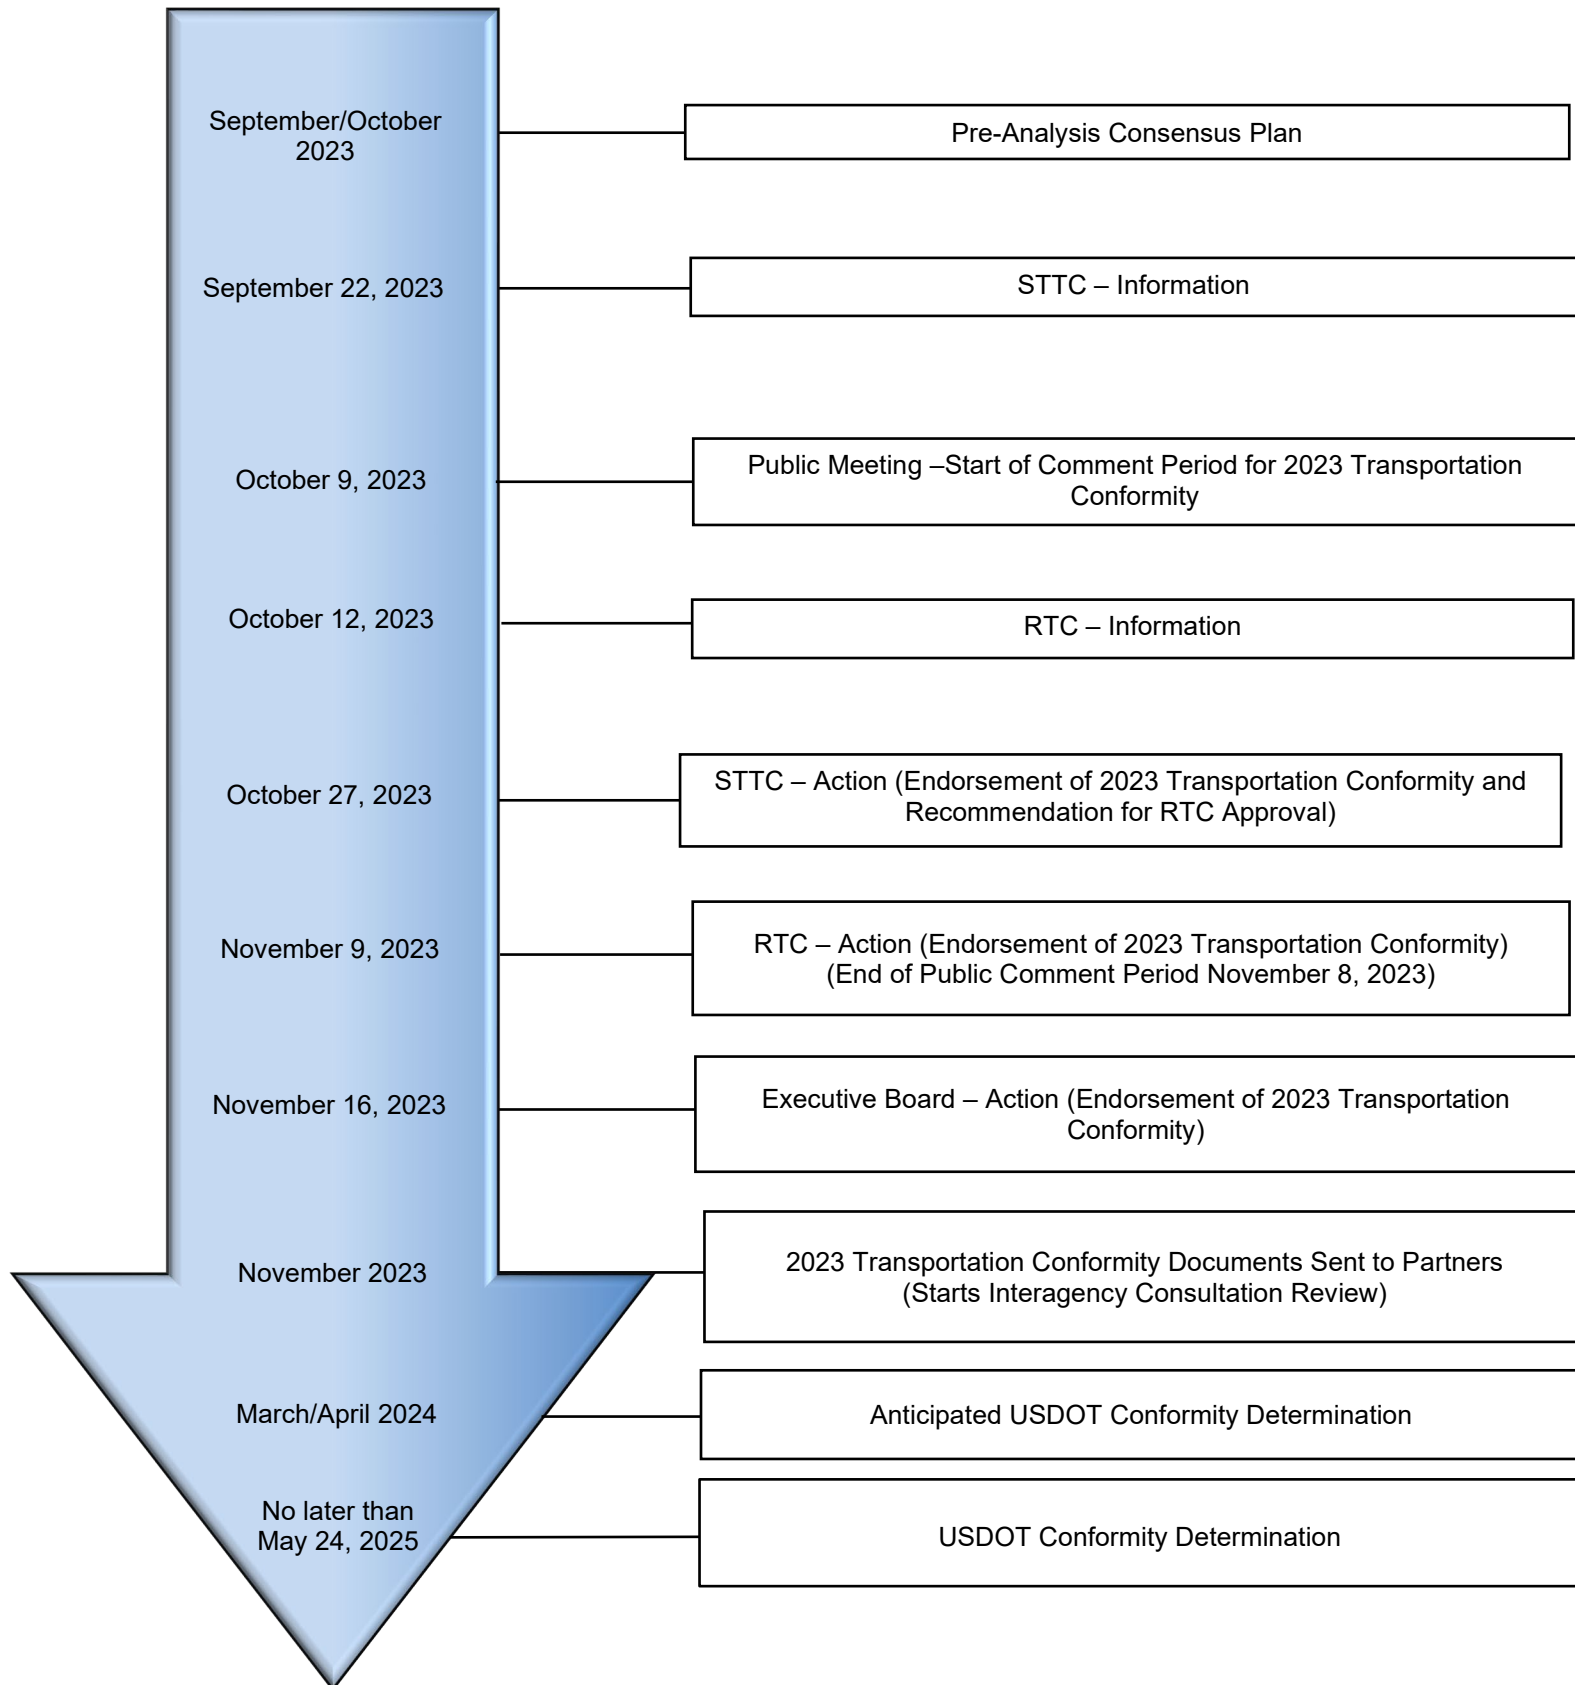 September/October
2023
Pre-Analysis Consensus Plan
September 22, 2023
STTC – Information
October 9, 2023
Public Meeting –Start of Comment Period for 2023 Transportation
Conformity
October 12, 2023
RTC – Information
October 27, 2023
STTC – Action (Endorsement of 2023 Transportation Conformity and
Recommendation for RTC Approval)
November 9, 2023
RTC – Action (Endorsement of 2023 Transportation Conformity)
(End of Public Comment Period November 8, 2023)
November 16, 2023
Executive Board – Action (Endorsement of 2023 Transportation
Conformity)
November 2023
2023 Transportation Conformity Documents Sent to Partners
(Starts Interagency Consultation Review)
March/April 2024
Anticipated USDOT Conformity Determination
No later than
May 24, 2025
USDOT Conformity Determination